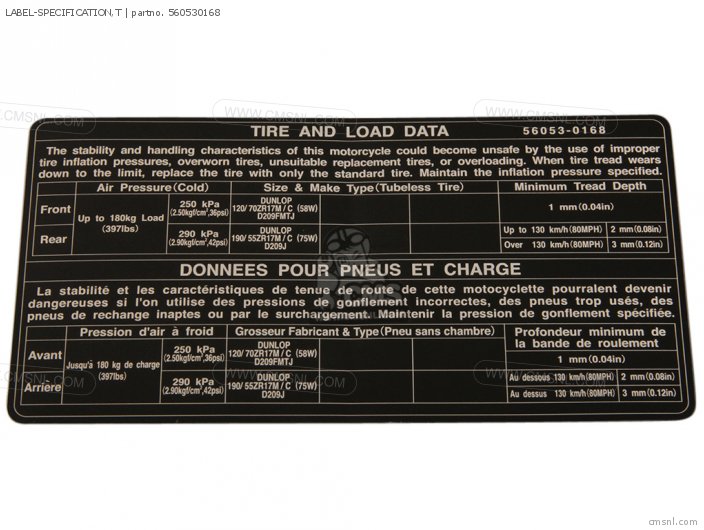 LABEL-SPECIFICATION,T | partno. 560530168
TIRE AND LOAD DATA 56053-0168
The stability and handling characteristics of this motorcycle could become unsafe by the use of improper
tire inflation pressures, overworn tires, unsuitable replacement tires, or overloading. When tire tread wears
down to the limit, replace the tire with only the standard tire. Maintain the inflation pressure specified.
Air Pressure(Cold) Size & Make Type(Tubeless Tire) Minimum Tread Depth
Front Up to 180kg Load (397lbs) 250 kPa (2.50kgf/cm²,36psi) DUNLOP 120/70ZR17M/C (58W) D209FMTJ 1 mm(0.04in)
Rear 290 kPa (2.90kgf/cm²,42psi) DUNLOP 190/55ZR17M/C (75W) D209J Up to 130 km/h(80MPH) 2 mm(0.08in)
Over 130 km/h(80MPH) 3 mm(0.12in)
DONNEES POUR PNEUS ET CHARGE
La stabilité et les caractéristiques de tenue de route de cette motocyclette pourralent devenir
dangereuses si l'on utilise des pressions de gonflement incorrectes, des pneus trop usés, des
pneus de rechange inaptes ou par le surchargement. Maintenir la pression de gonflement spécifiée.
Pression d'air à froid Grosseur Fabricant & Type(Pneu sans chambre) Profondeur minimum de
la bande de roulement
Avant Jusqu'à 180 kg de charge (397lbs) 250 kPa (2.50kgf/cm²,36psi) DUNLOP 120/70ZR17M/C (58W) D209FMTJ 1 mm(0.04in)
Arrière 290 kPa (2.90kgf/cm²,42psi) DUNLOP 190/55ZR17M/C (75W) D209J Au dessous 130 km/h(80MPH) 2 mm(0.08in)
Au dessus 130 km/h(80MPH) 3 mm(0.12in)
WWW.CMSNL.COM
cmsnl.com